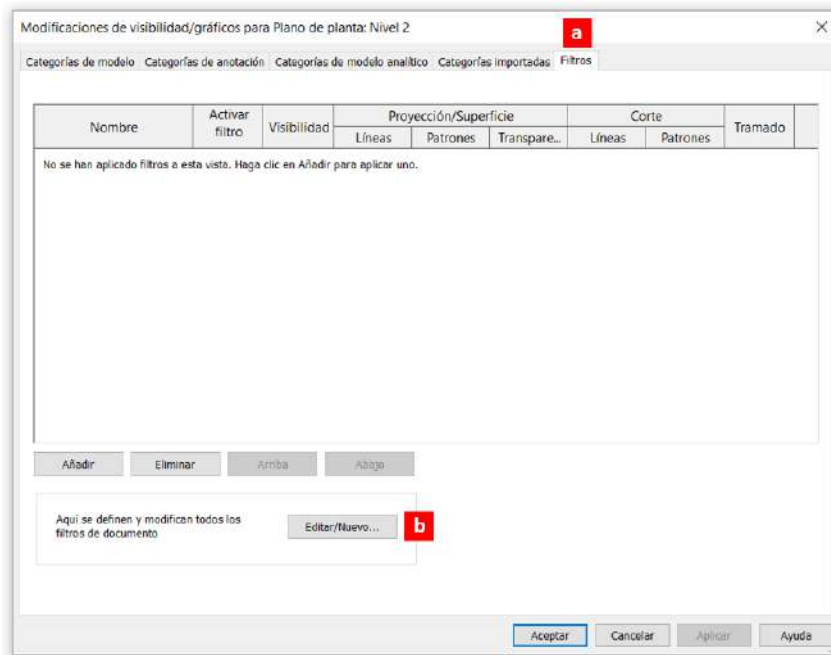 Modificaciones de visibilidad/gráficos para Plano de planta: Nivel 2
a
Categorías de modelo Categorías de anotación Categorías de modelo analítico Categorías importadas Filtros
Nombre Activar filtro Visibilidad Proyección/Superficie Corte Tramado
Líneas Patrones Transpare... Líneas Patrones
No se han aplicado filtros a esta vista. Haga clic en Añadir para aplicar uno.
Añadir Eliminar Arriba Abajo
Aquí se definen y modifican todos los
filtros de documento
Editar/Nuevo... b
Aceptar Cancelar Aplicar Ayuda